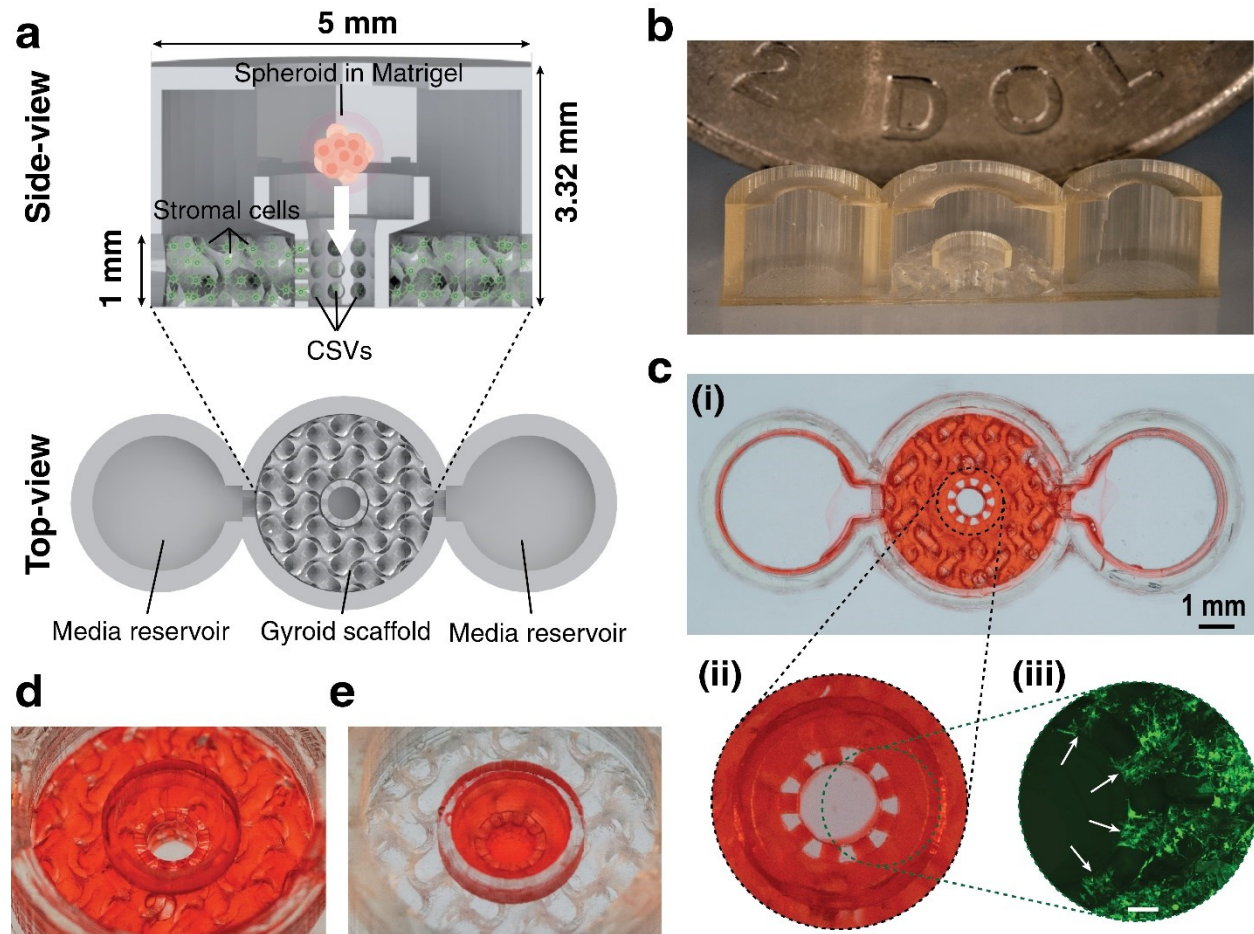 a
Side-view
5 mm
Spheroid in Matrigel
Stromal cells
1 mm
3.32 mm
CSVs
Top-view
Media reservoir
Gyroid scaffold
Media reservoir
b
2 DOL
c
(i)
1 mm
(ii)
(iii)
d
e